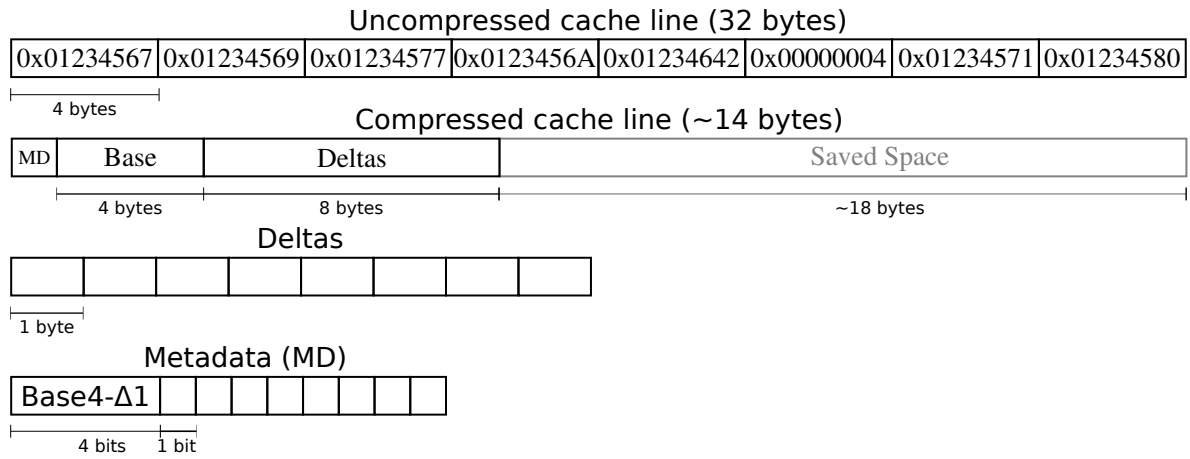 Uncompressed cache line (32 bytes)
0x01234567 0x01234569 0x01234577 0x0123456A 0x01234642 0x00000004 0x01234571 0x01234580
4 bytes
Compressed cache line (~14 bytes)
MD Base Deltas Saved Space
4 bytes 8 bytes ~18 bytes
Deltas
1 byte
Metadata (MD)
Base4-Δ1
4 bits 1 bit